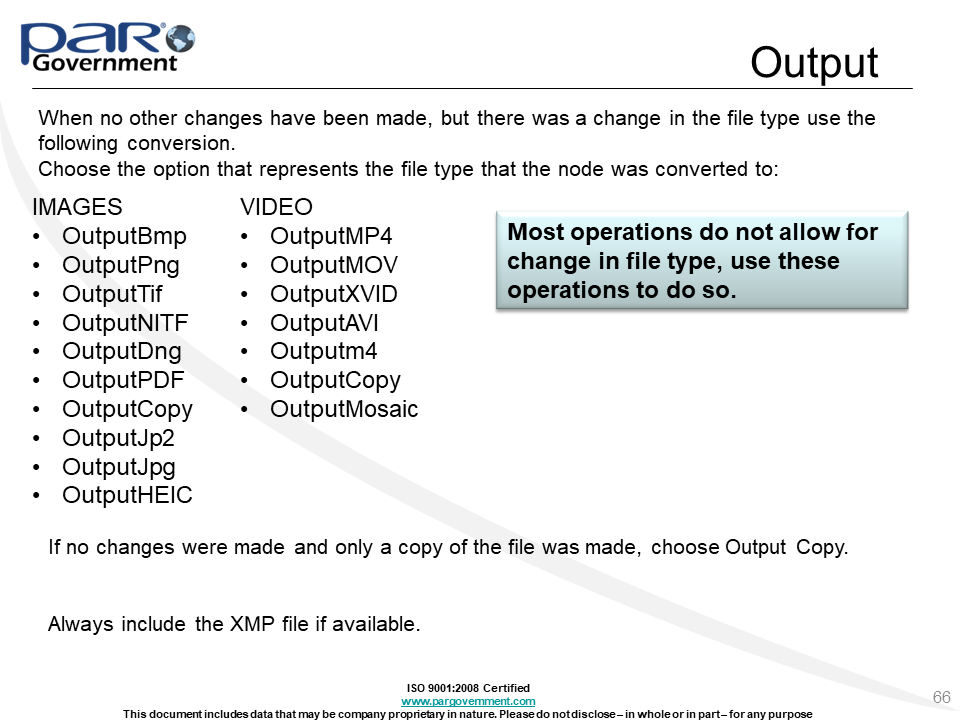 PAR®
Government
Output
When no other changes have been made, but there was a change in the file type use the
following conversion.
Choose the option that represents the file type that the node was converted to:
IMAGES
• OutputBmp
• OutputPng
• OutputTif
• OutputNITF
• OutputDng
• OutputPDF
• OutputCopy
• OutputJp2
• OutputJpg
• OutputHEIC
VIDEO
• OutputMP4
• OutputMOV
• OutputXVID
• OutputAVI
• Outputm4
• OutputCopy
• OutputMosaic
Most operations do not allow for
change in file type, use these
operations to do so.
If no changes were made and only a copy of the file was made, choose Output Copy.
Always include the XMP file if available.
ISO 9001:2008 Certified
www.pargovernment.com
This document includes data that may be company proprietary in nature. Please do not disclose – in whole or in part – for any purpose
66